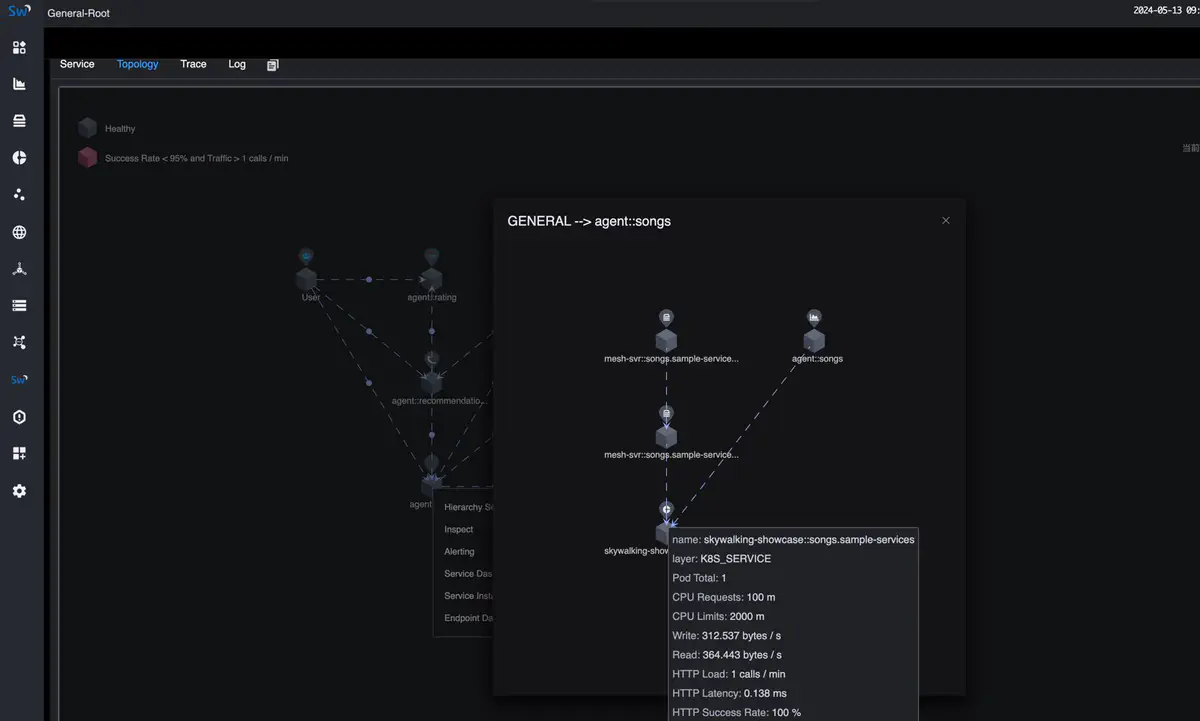 Sw
General-Root
2024-05-13 09:
Service
Topology
Trace
Log
Healthy
Success Rate < 95% and Traffic > 1 calls / min
当前
GENERAL --> agent::songs
User
agent::rating
mesh-svr::songs.sample-service...
agent::songs
agent::recommendatio...
Sw
mesh-svr::songs.sample-service...
agent
Hierarchy Se
Inspect
Alerting
Service Das
Service Inst
Endpoint Da
skywalking-show
name: skywalking-showcase::songs.sample-services
layer: K8S_SERVICE
Pod Total: 1
CPU Requests: 100 m
CPU Limits: 2000 m
Write: 312.537 bytes / s
Read: 364.443 bytes / s
HTTP Load: 1 calls / min
HTTP Latency: 0.138 ms
HTTP Success Rate: 100 %